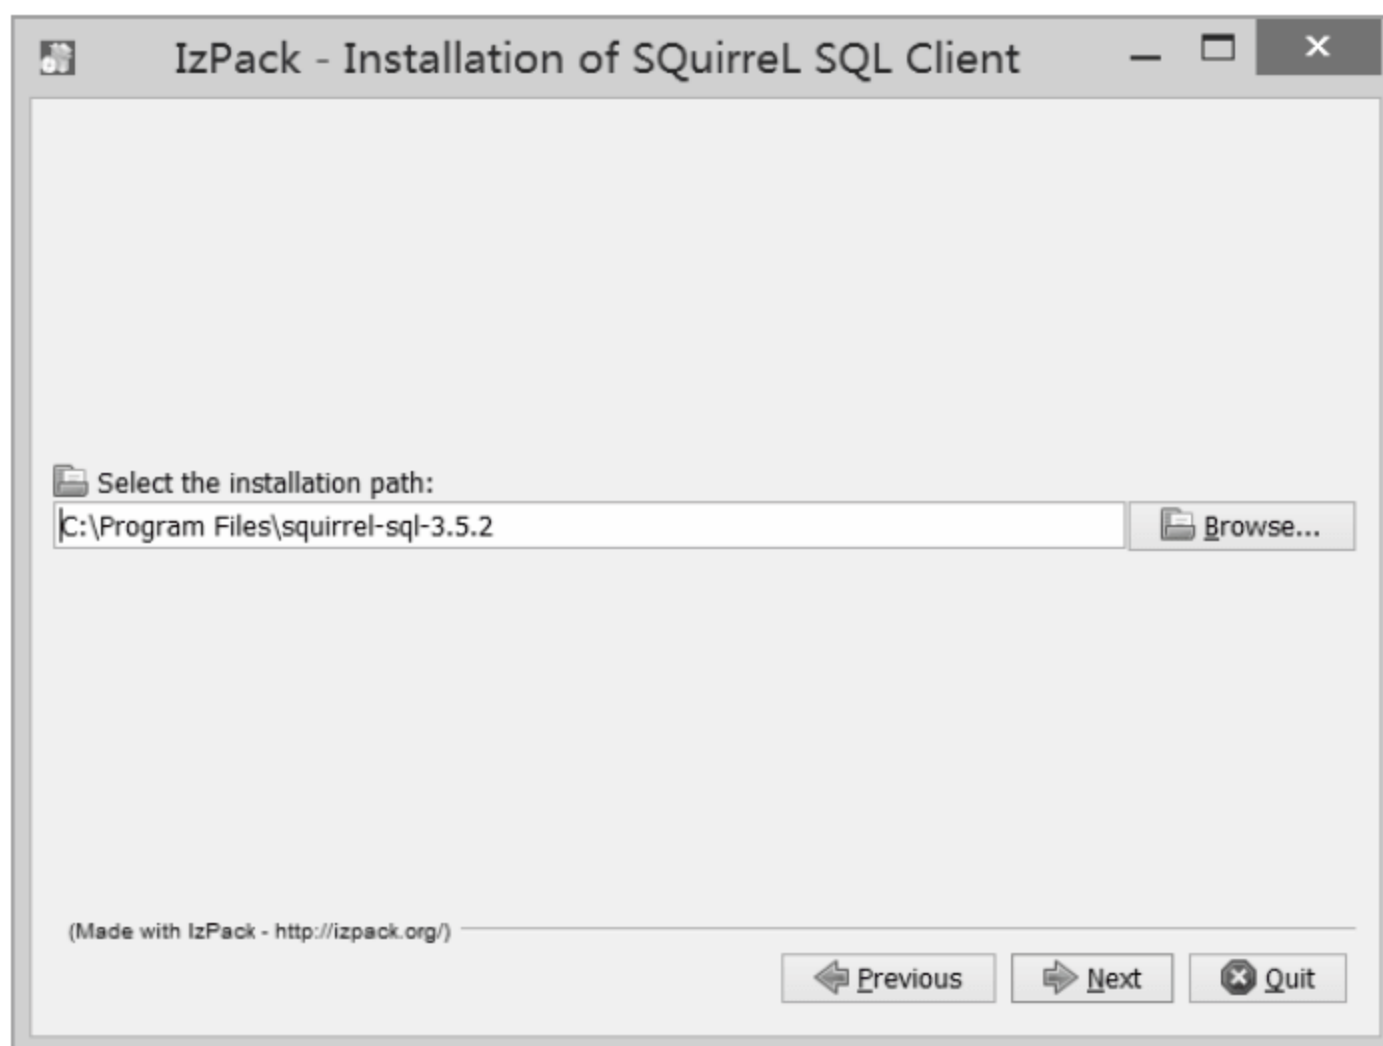 IzPack - Installation of SQuirreL SQL Client
Select the installation path:
C:\Program Files\squirrel-sql-3.5.2
Browse...
(Made with IzPack - http://izpack.org/)
Previous Next Quit